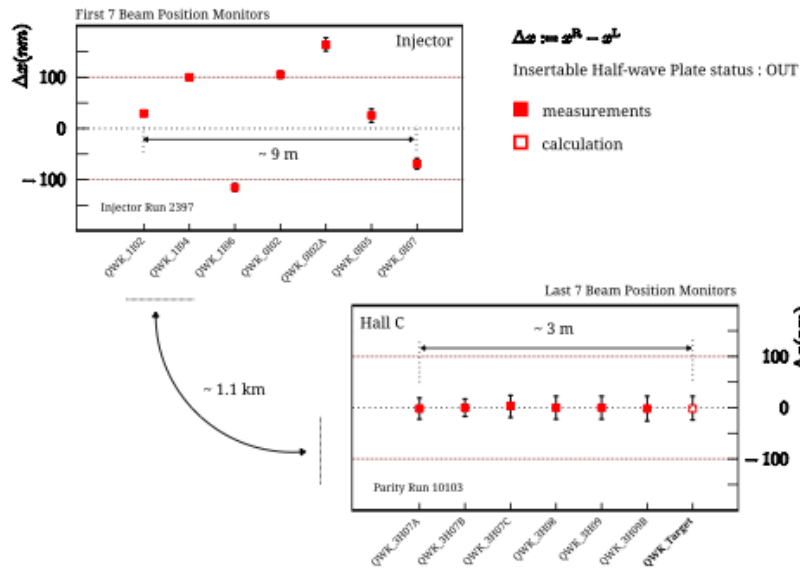 First 7 Beam Position Monitors
Δx(nm)
Injector
100
0
−100
~ 9 m
Injector Run 2397
QWK_1I02
QWK_1I04
QWK_1I06
QWK_0I02
QWK_0I02A
QWK_0I05
QWK_0I07
Δx := xᴿ − xᴸ
Insertable Half-wave Plate status : OUT
measurements
calculation
~ 1.1 km
Last 7 Beam Position Monitors
Hall C
~ 3 m
100
0
−100
Parity Run 10103
QWK_3H07A
QWK_3H07B
QWK_3H07C
QWK_3H08
QWK_3H09
QWK_3H09B
QWK_Target